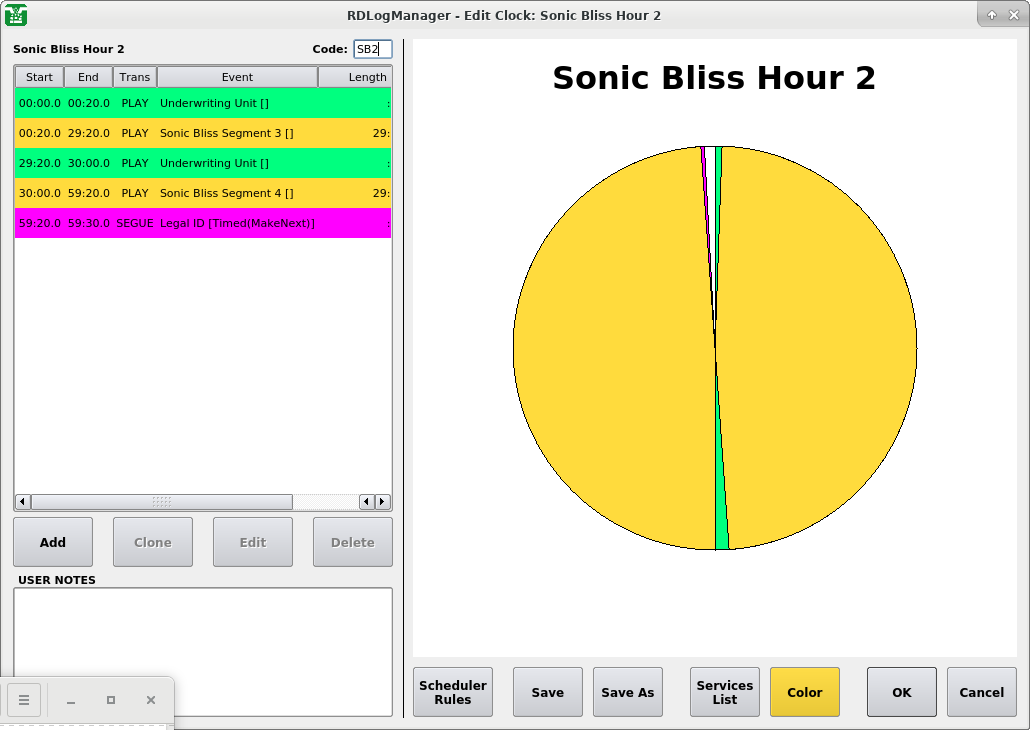 RDLogManager - Edit Clock: Sonic Bliss Hour 2
Sonic Bliss Hour 2 Code: SB2
Start End Trans Event Length
00:00.0 00:20.0 PLAY Underwriting Unit [] :
00:20.0 29:20.0 PLAY Sonic Bliss Segment 3 [] 29:
29:20.0 30:00.0 PLAY Underwriting Unit [] :
30:00.0 59:20.0 PLAY Sonic Bliss Segment 4 [] 29:
59:20.0 59:30.0 SEGUE Legal ID [Timed(MakeNext)] :
Add Clone Edit Delete
USER NOTES
Sonic Bliss Hour 2
Scheduler
Rules
Save
Save As
Services
List
Color
OK
Cancel